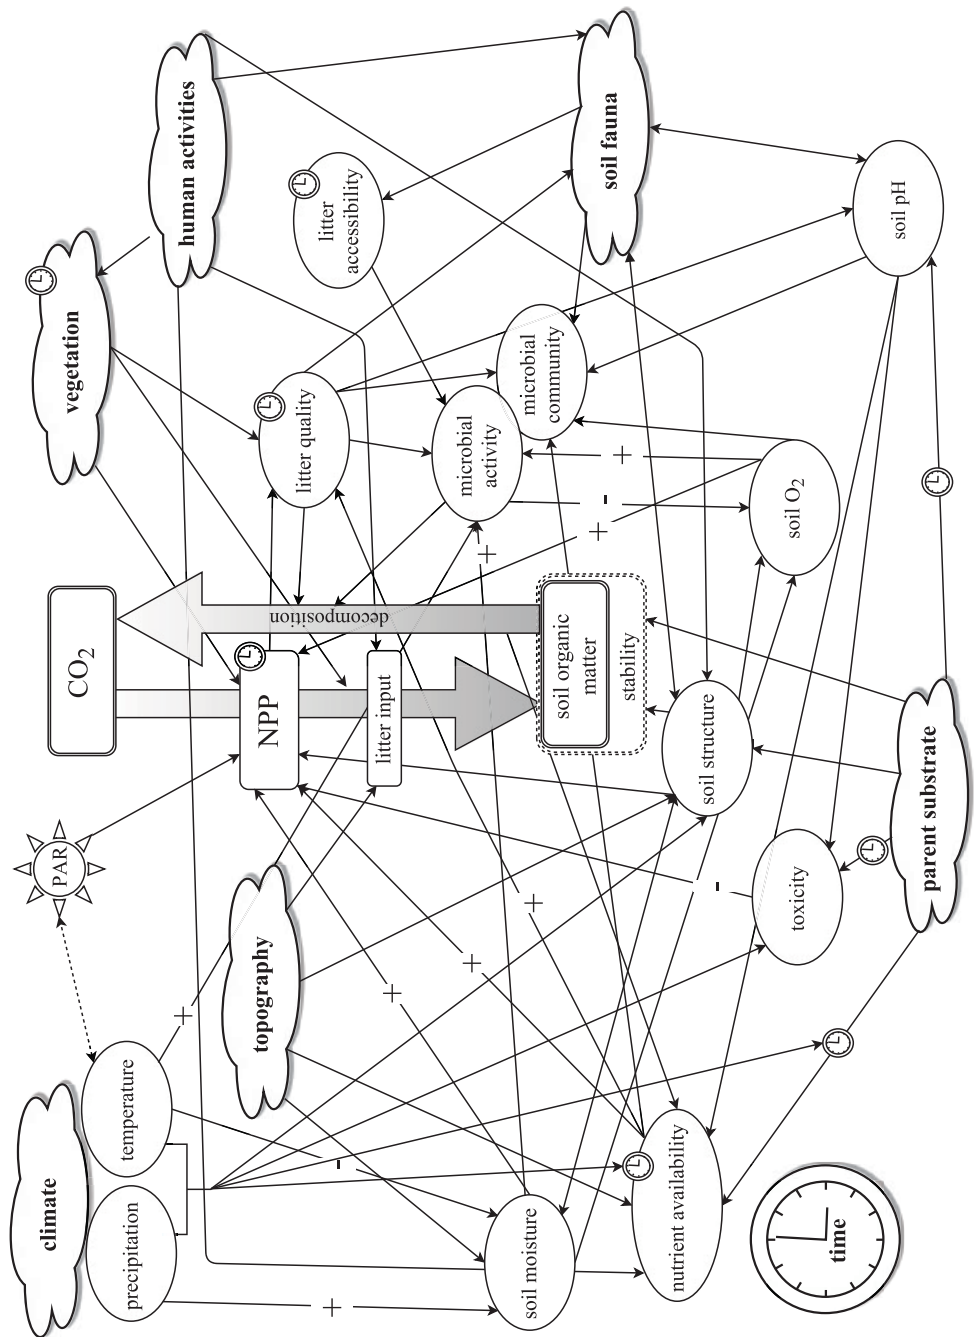 climate
precipitation
temperature
PAR
CO2
vegetation
human activities
topography
NPP
litter input
decomposition
litter quality
litter
accessibility
microbial
activity
microbial
community
soil fauna
soil organic
matter
stability
soil moisture
nutrient availability
soil structure
toxicity
soil O2
soil pH
parent substrate
time
+
+
-
+
+
+
+
+
+
-
-